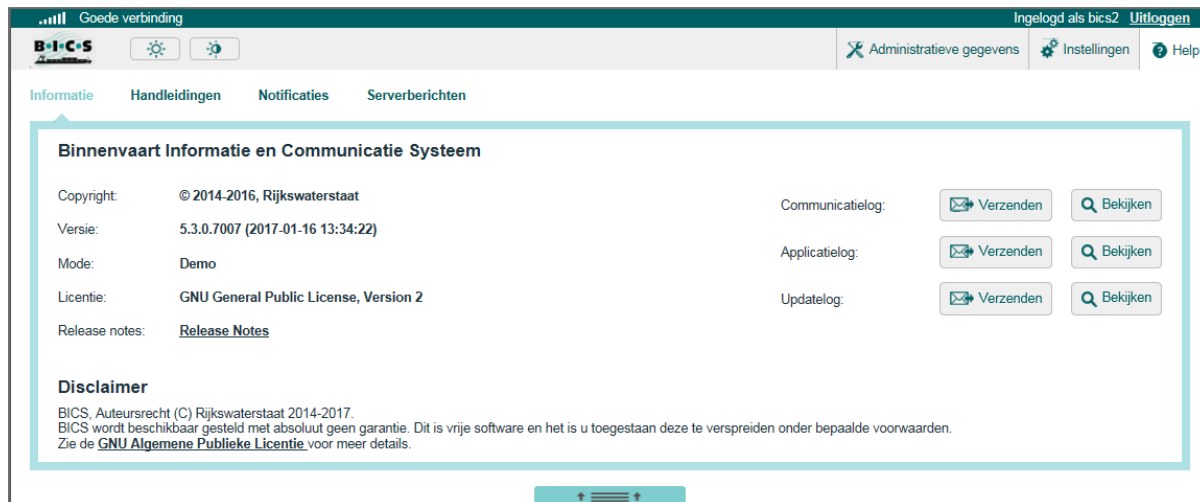 Goede verbinding
Ingelogd als bics2 Uitloggen
B•I•C•S
Administratieve gegevens
Instellingen
Help
Informatie Handleidingen Notificaties Serverberichten
Binnenvaart Informatie en Communicatie Systeem
Copyright: © 2014-2016, Rijkswaterstaat
Versie: 5.3.0.7007 (2017-01-16 13:34:22)
Mode: Demo
Licentie: GNU General Public License, Version 2
Release notes: Release Notes
Communicatielog: Verzenden Bekijken
Applicatielog: Verzenden Bekijken
Updatelog: Verzenden Bekijken
Disclaimer
BICS, Auteursrecht (C) Rijkswaterstaat 2014-2017.
BICS wordt beschikbaar gesteld met absoluut geen garantie. Dit is vrije software en het is u toegestaan deze te verspreiden onder bepaalde voorwaarden.
Zie de GNU Algemene Publieke Licentie voor meer details.